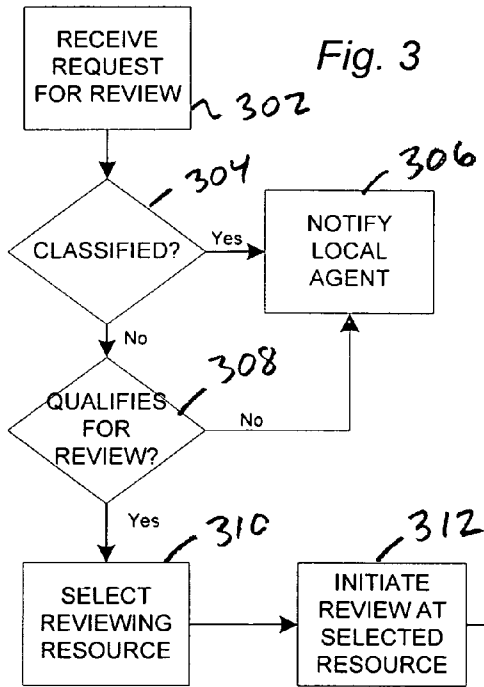 RECEIVE
REQUEST
FOR REVIEW
Fig. 3
302
304
306
CLASSIFIED?
Yes
NOTIFY
LOCAL
AGENT
No
308
QUALIFIES
FOR
REVIEW?
No
Yes
310
312
SELECT
REVIEWING
RESOURCE
INITIATE
REVIEW AT
SELECTED
RESOURCE